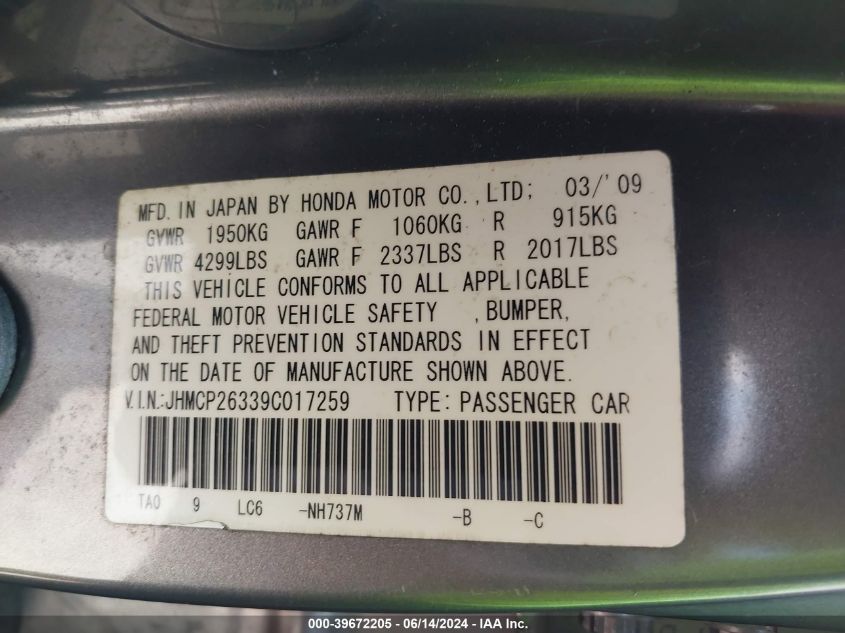 MFD. IN JAPAN BY HONDA MOTOR CO.,LTD; 03/'09
GVWR 1950KG GAWR F 1060KG R 915KG
GVWR 4299LBS GAWR F 2337LBS R 2017LBS
THIS VEHICLE CONFORMS TO ALL APPLICABLE
FEDERAL MOTOR VEHICLE SAFETY ,BUMPER,
AND THEFT PREVENTION STANDARDS IN EFFECT
ON THE DATE OF MANUFACTURE SHOWN ABOVE.
V.I.N.:JHMCP26339C017259 TYPE: PASSENGER CAR
TA0 9 LC6 -NH737M -B -C
000-39672205 - 06/14/2024 - IAA Inc.